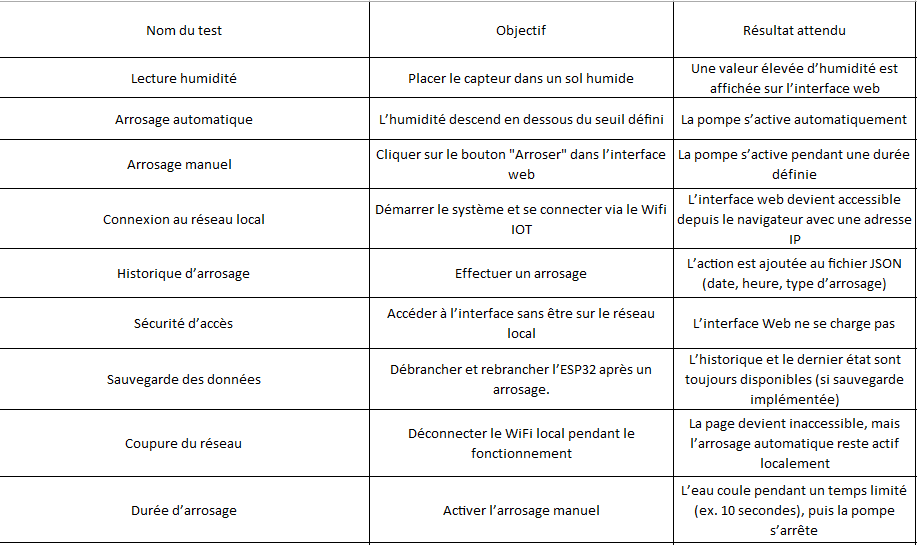 Nom du test
Objectif
Résultat attendu
Lecture humidité
Placer le capteur dans un sol humide
Une valeur élevée d’humidité est
affichée sur l’interface web
Arrosage automatique
L’humidité descend en dessous du seuil défini
La pompe s’active automatiquement
Arrosage manuel
Cliquer sur le bouton "Arroser" dans l’interface
web
La pompe s’active pendant une durée
définie
Connexion au réseau local
Démarrer le système et se connecter via le Wifi
IOT
L’interface web devient accessible
depuis le navigateur avec une adresse
IP
Historique d’arrosage
Effectuer un arrosage
L’action est ajoutée au fichier JSON
(date, heure, type d’arrosage)
Sécurité d’accès
Accéder à l’interface sans être sur le réseau
local
L’interface Web ne se charge pas
Sauvegarde des données
Débrancher et rebrancher l’ESP32 après un
arrosage.
L’historique et le dernier état sont
toujours disponibles (si sauvegarde
implémentée)
Coupure du réseau
Déconnecter le WiFi local pendant le
fonctionnement
La page devient inaccessible, mais
l’arrosage automatique reste actif
localement
Durée d’arrosage
Activer l’arrosage manuel
L’eau coule pendant un temps limité
(ex. 10 secondes), puis la pompe
s’arrête